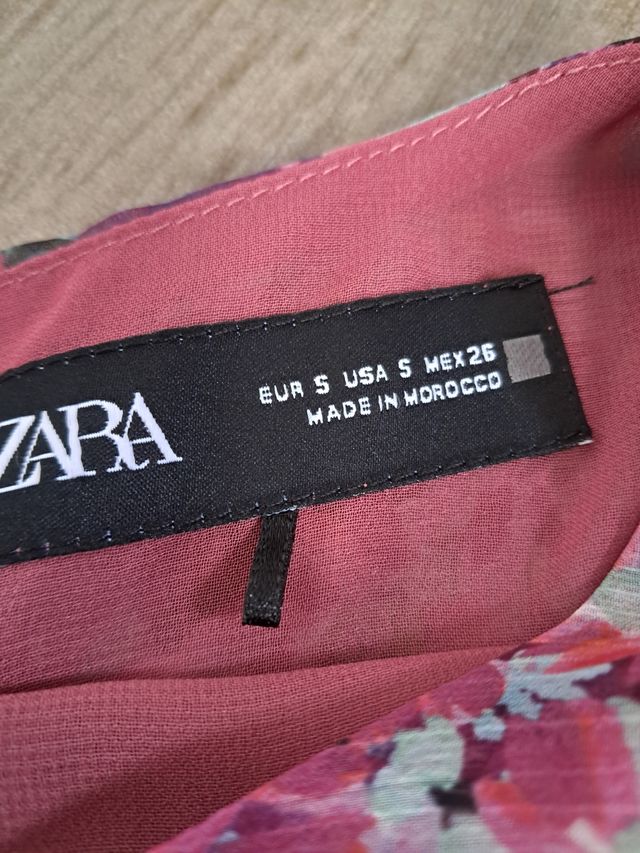 ZARA
EUR S USA S MEX 26
MADE IN MOROCCO